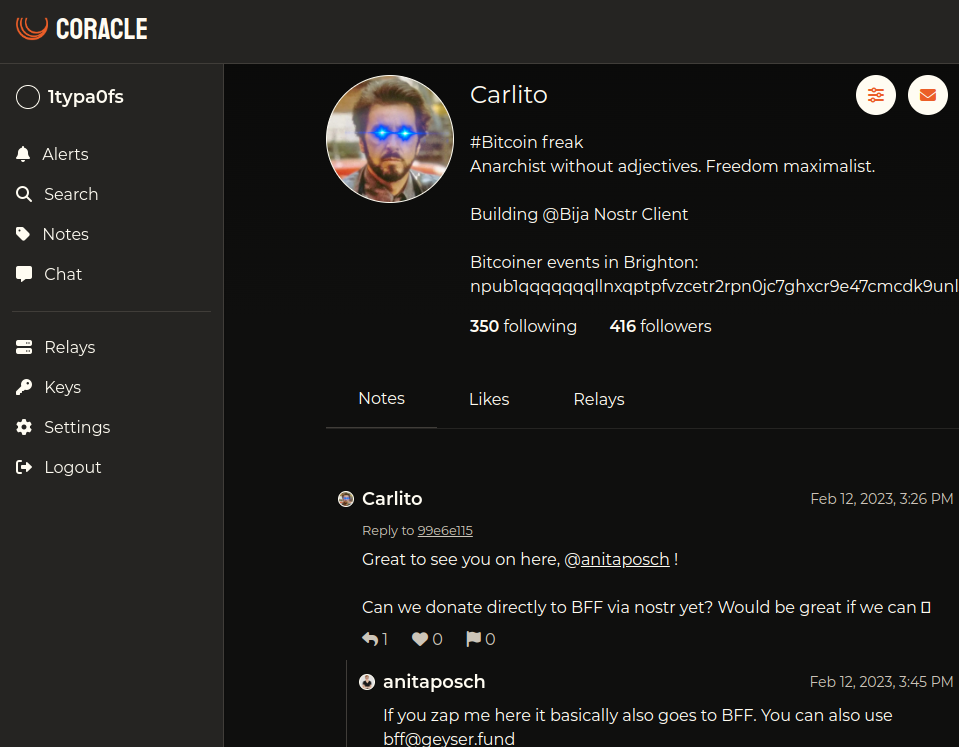 CORACLE
1typa0fs
Alerts
Search
Notes
Chat
Relays
Keys
Settings
Logout
Carlito
#Bitcoin freak
Anarchist without adjectives. Freedom maximalist.
Building @Bija Nostr Client
Bitcoiner events in Brighton:
npub1qqqqqqqllnxqptpfvzcetr2rpn0jc7ghxcr9e47cmcdk9unl
350 following 416 followers
Notes Likes Relays
Carlito Feb 12, 2023, 3:26 PM
Reply to 99e6e115
Great to see you on here, @anitaposch !
Can we donate directly to BFF via nostr yet? Would be great if we can
1 0 0
anitaposch Feb 12, 2023, 3:45 PM
If you zap me here it basically also goes to BFF. You can also use
bff@geyser.fund